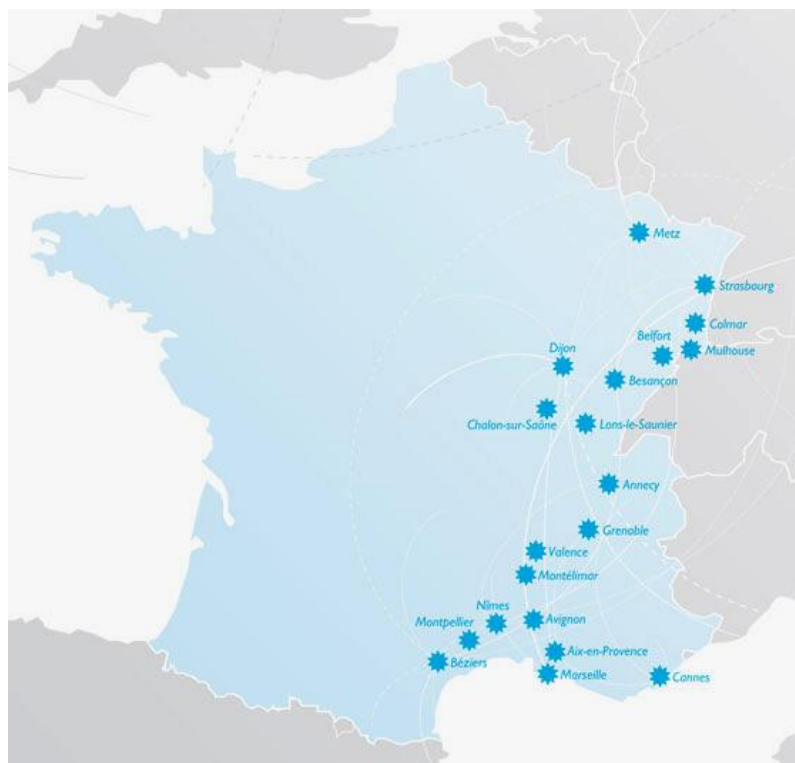 Metz
Strasbourg
Colmar
Belfort
Mulhouse
Dijon
Besançon
Chalon-sur-Saône
Lons-le-Saunier
Annecy
Grenoble
Valence
Montélimar
Nîmes
Avignon
Montpellier
Aix-en-Provence
Béziers
Marseille
Cannes